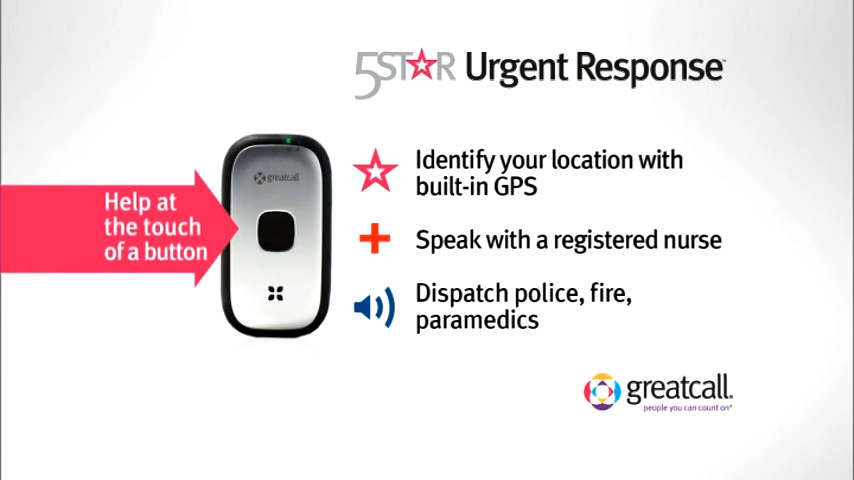 5STAR Urgent Response™
Identify your location with
built-in GPS
greatcall
Help at
the touch
of a button
Speak with a registered nurse
Dispatch police, fire,
paramedics
greatcall.
people you can count on®